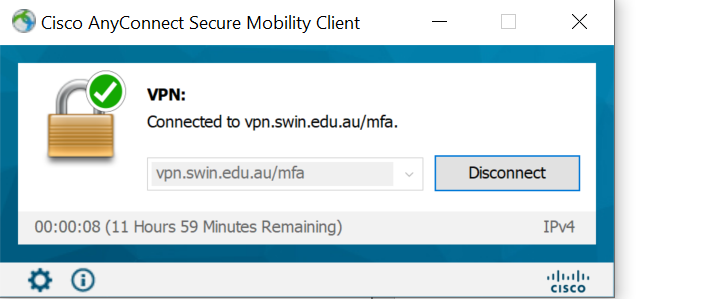 Cisco AnyConnect Secure Mobility Client
VPN:
Connected to vpn.swin.edu.au/mfa.
vpn.swin.edu.au/mfa
Disconnect
00:00:08 (11 Hours 59 Minutes Remaining)
IPv4
CISCO